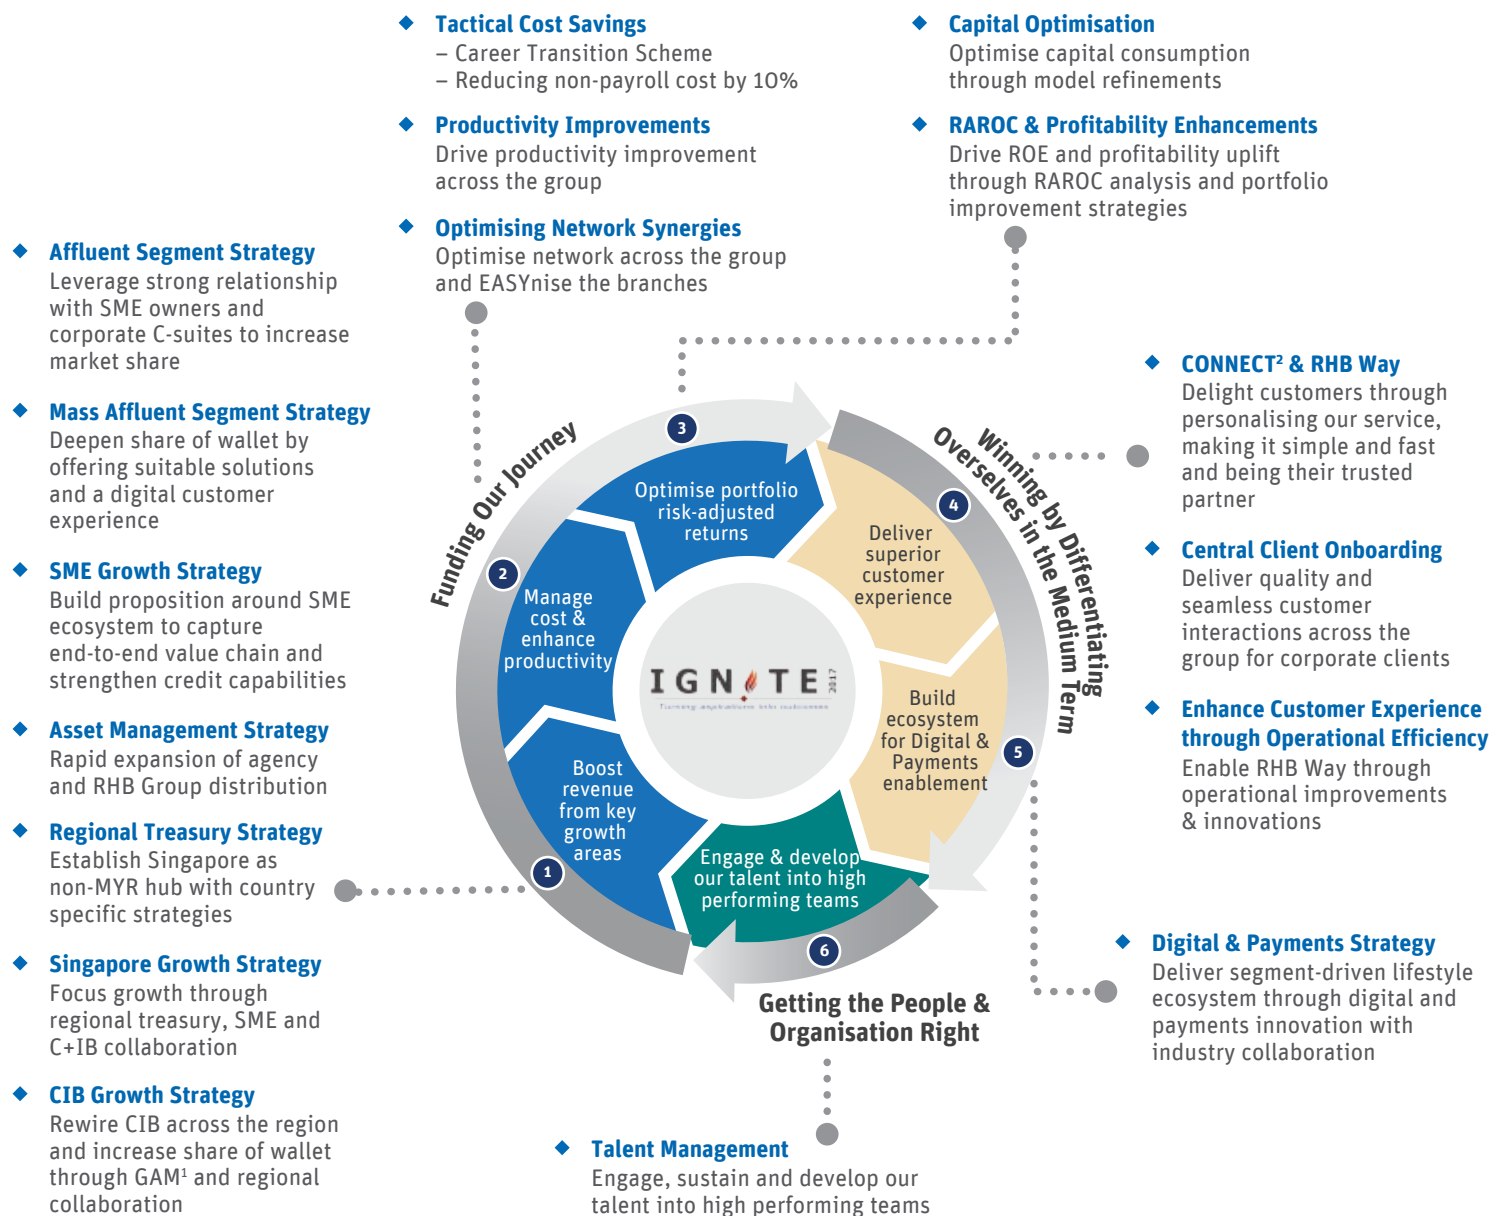 ◆ Tactical Cost Savings
– Career Transition Scheme
– Reducing non-payroll cost by 10%
◆ Productivity Improvements
Drive productivity improvement
across the group
◆ Optimising Network Synergies
Optimise network across the group
and EASYnise the branches
◆ Capital Optimisation
Optimise capital consumption
through model refinements
◆ RAROC & Profitability Enhancements
Drive ROE and profitability uplift
through RAROC analysis and portfolio
improvement strategies
◆ Affluent Segment Strategy
Leverage strong relationship
with SME owners and
corporate C-suites to increase
market share
◆ Mass Affluent Segment Strategy
Deepen share of wallet by
offering suitable solutions
and a digital customer
experience
◆ SME Growth Strategy
Build proposition around SME
ecosystem to capture
end-to-end value chain and
strengthen credit capabilities
◆ Asset Management Strategy
Rapid expansion of agency
and RHB Group distribution
◆ Regional Treasury Strategy
Establish Singapore as
non-MYR hub with country
specific strategies
◆ Singapore Growth Strategy
Focus growth through
regional treasury, SME and
C+IB collaboration
◆ CIB Growth Strategy
Rewire CIB across the region
and increase share of wallet
through GAM¹ and regional
collaboration
Funding Our Journey
1
Boost
revenue
from key
growth
areas
2
Manage
cost &
enhance
productivity
3
Optimise portfolio
risk-adjusted
returns
Winning by Differentiating
Overselves in the Medium Term
4
Deliver
superior
customer
experience
5
Build
ecosystem
for Digital &
Payments
enablement
6
Engage & develop
our talent into high
performing teams
IGNITE 2017
Turning aspirations into outcomes
Getting the People &
Organisation Right
◆ CONNECT² & RHB Way
Delight customers through
personalising our service,
making it simple and fast
and being their trusted
partner
◆ Central Client Onboarding
Deliver quality and
seamless customer
interactions across the
group for corporate clients
◆ Enhance Customer Experience
through Operational Efficiency
Enable RHB Way through
operational improvements
& innovations
◆ Digital & Payments Strategy
Deliver segment-driven lifestyle
ecosystem through digital and
payments innovation with
industry collaboration
◆ Talent Management
Engage, sustain and develop our
talent into high performing teams